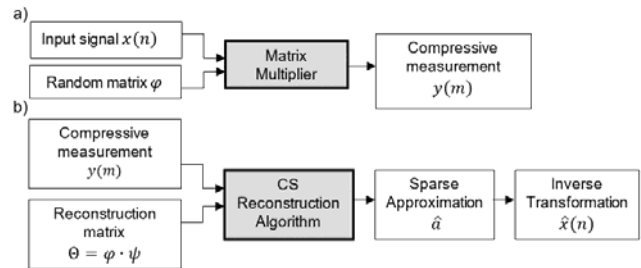 a)
Input signal x(n)
Random matrix φ
Matrix
Multiplier
Compressive
measurement
y(m)
b)
Compressive
measurement
y(m)
Reconstruction
matrix
Θ = φ · ψ
CS
Reconstruction
Algorithm
Sparse
Approximation
â
Inverse
Transformation
x̂(n)